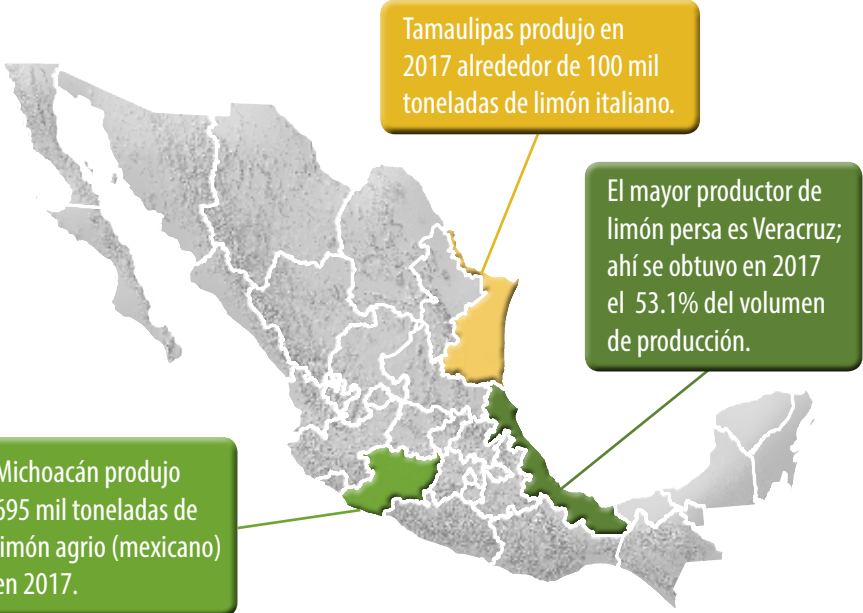 Tamaulipas produjo en
2017 alrededor de 100 mil
toneladas de limón italiano.
El mayor productor de
limón persa es Veracruz;
ahí se obtuvo en 2017
el 53.1% del volumen
de producción.
Michoacán produjo
695 mil toneladas de
limón agrio (mexicano)
en 2017.